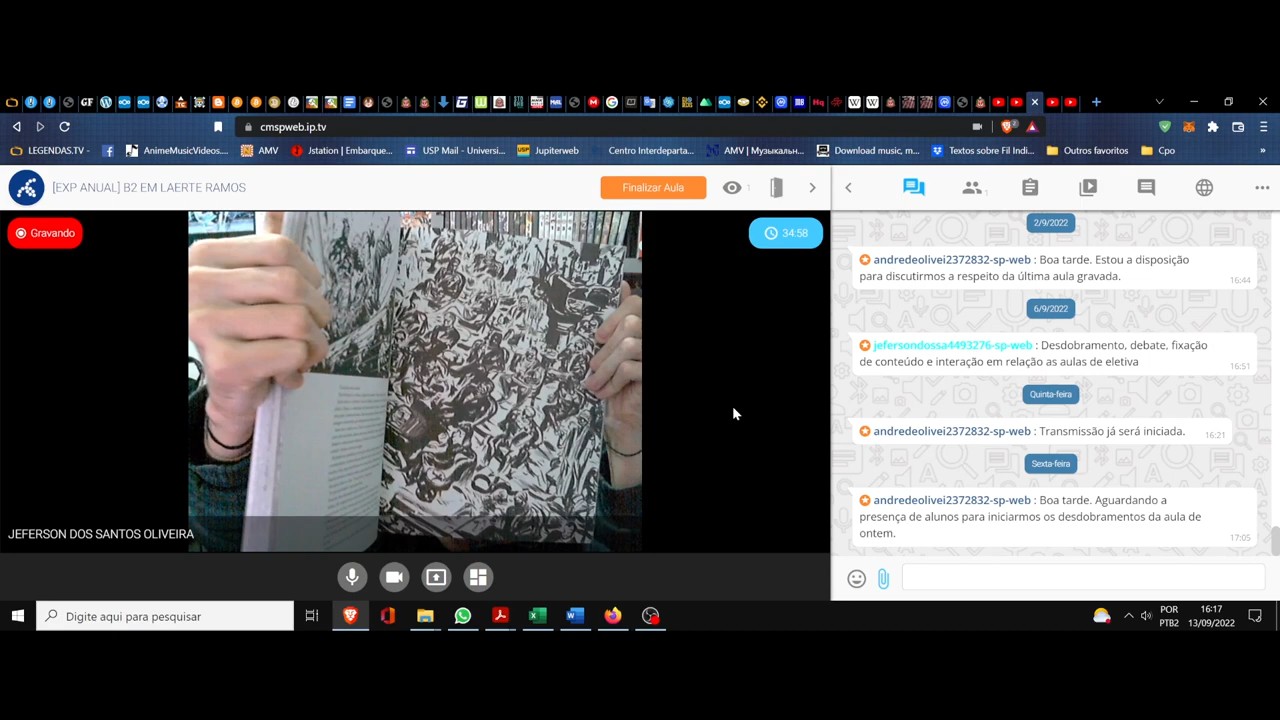 GF
Hq
cmspweb.ip.tv
2
LEGENDAS.TV -
AnimeMusicVideos...
AMV
Jstation | Embarque...
USP Mail - Universi...
Jupiterweb
Centro Interdeparta...
AMV | Музыкальн...
Download music, m...
Textos sobre Fil Indi...
Outros favoritos
Cpo
»
[EXP ANUAL] B2 EM LAERTE RAMOS
Finalizar Aula
1
1
Gravando
34:58
JEFERSON DOS SANTOS OLIVEIRA
2/9/2022
andredeolivei2372832-sp-web : Boa tarde. Estou a disposição
para discutirmos a respeito da última aula gravada.
16:44
6/9/2022
jefersondossa4493276-sp-web : Desdobramento, debate, fixação
de conteúdo e interação em relação as aulas de eletiva
16:51
Quinta-feira
andredeolivei2372832-sp-web : Transmissão já será iniciada.
16:21
Sexta-feira
andredeolivei2372832-sp-web : Boa tarde. Aguardando a
presença de alunos para iniciarmos os desdobramentos da aula de
ontem.
17:05
Digite aqui para pesquisar
POR
PTB2
16:17
13/09/2022